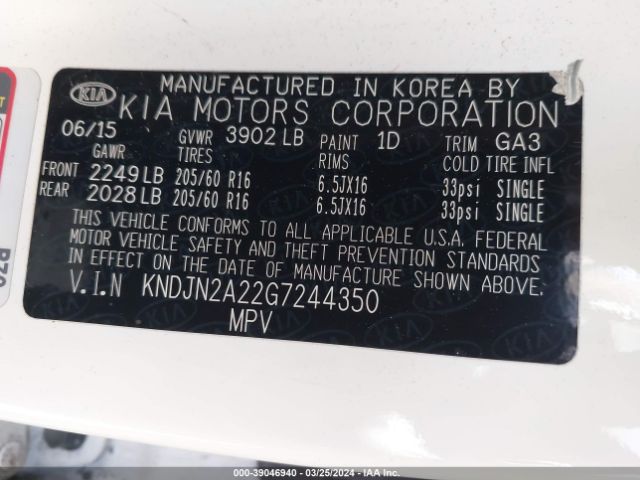 MANUFACTURED IN KOREA BY
KIA KIA MOTORS CORPORATION
06/15 GVWR 3902 LB PAINT 1D TRIM GA3
GAWR TIRES RIMS COLD TIRE INFL
FRONT 2249 LB 205/60 R16 6.5JX16 33psi SINGLE
REAR 2028 LB 205/60 R16 6.5JX16 33psi SINGLE
THIS VEHICLE CONFORMS TO ALL APPLICABLE U.S.A. FEDERAL
MOTOR VEHICLE SAFETY AND THEFT PREVENTION STANDARDS
IN EFFECT ON THE DATE OF MANUFACTURE SHOWN ABOVE.
V.I.N KNDJN2A22G7244350
MPV
000-39046940 - 03/25/2024 - IAA Inc.